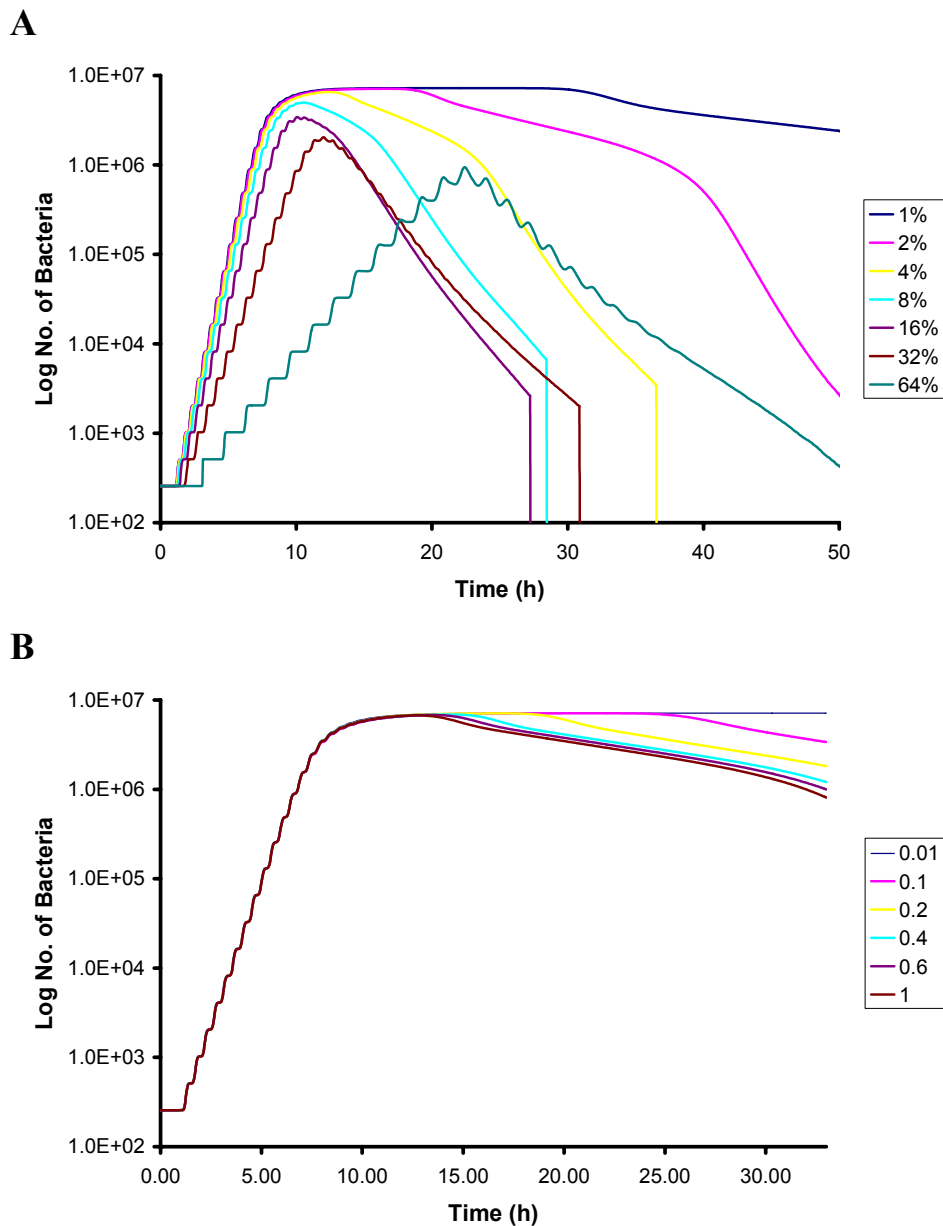 A
1.0E+07
1.0E+06
1.0E+05
1.0E+04
1.0E+03
1.0E+02
Log No. of Bacteria
0 10 20 30 40 50
Time (h)
1%
2%
4%
8%
16%
32%
64%
B
1.0E+07
1.0E+06
1.0E+05
1.0E+04
1.0E+03
1.0E+02
Log No. of Bacteria
0.00 5.00 10.00 15.00 20.00 25.00 30.00
Time (h)
0.01
0.1
0.2
0.4
0.6
1